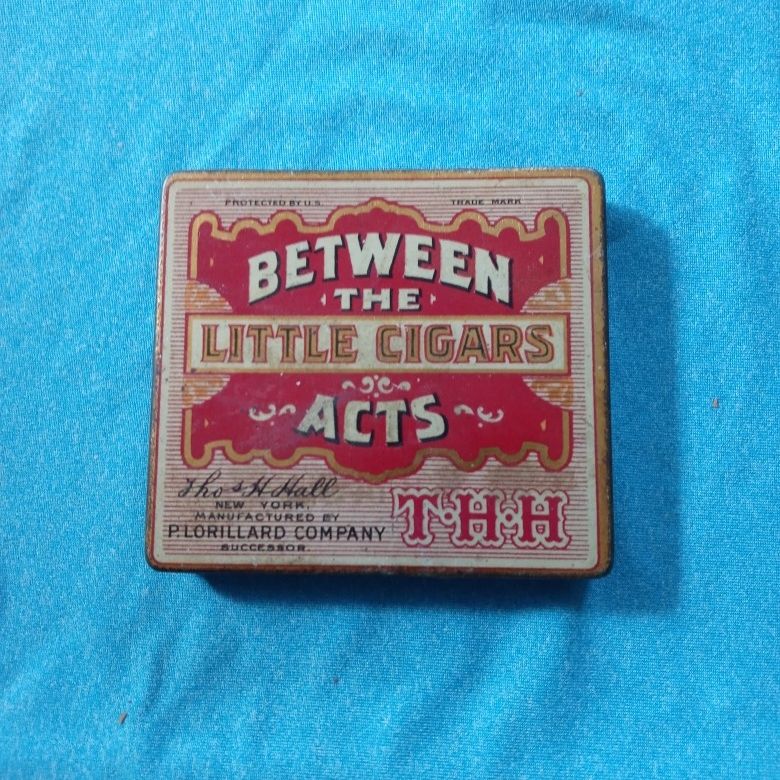 PROTECTED BY U.S. TRADE MARK
BETWEEN
THE
LITTLE CIGARS
ACTS
Thos H Hall
NEW YORK.
MANUFACTURED BY
P. LORILLARD COMPANY
SUCCESSOR.
T·H·H